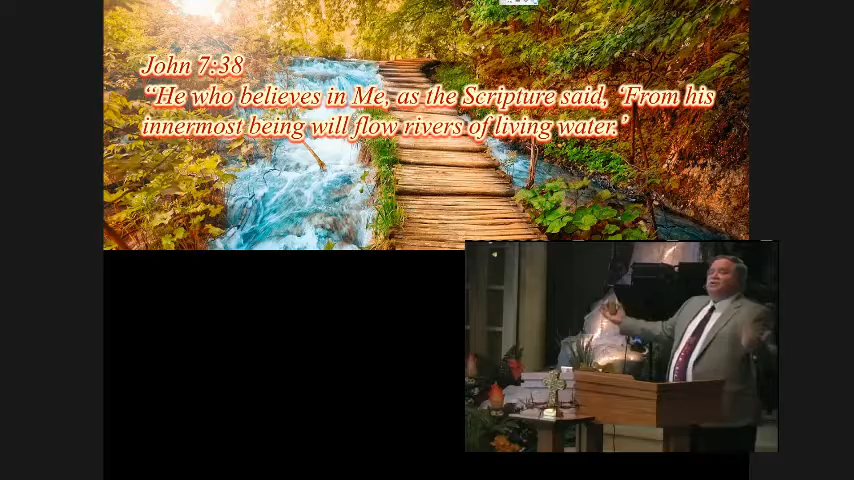 John 7:38
“He who believes in Me, as the Scripture said, ‘From his
innermost being will flow rivers of living water.’